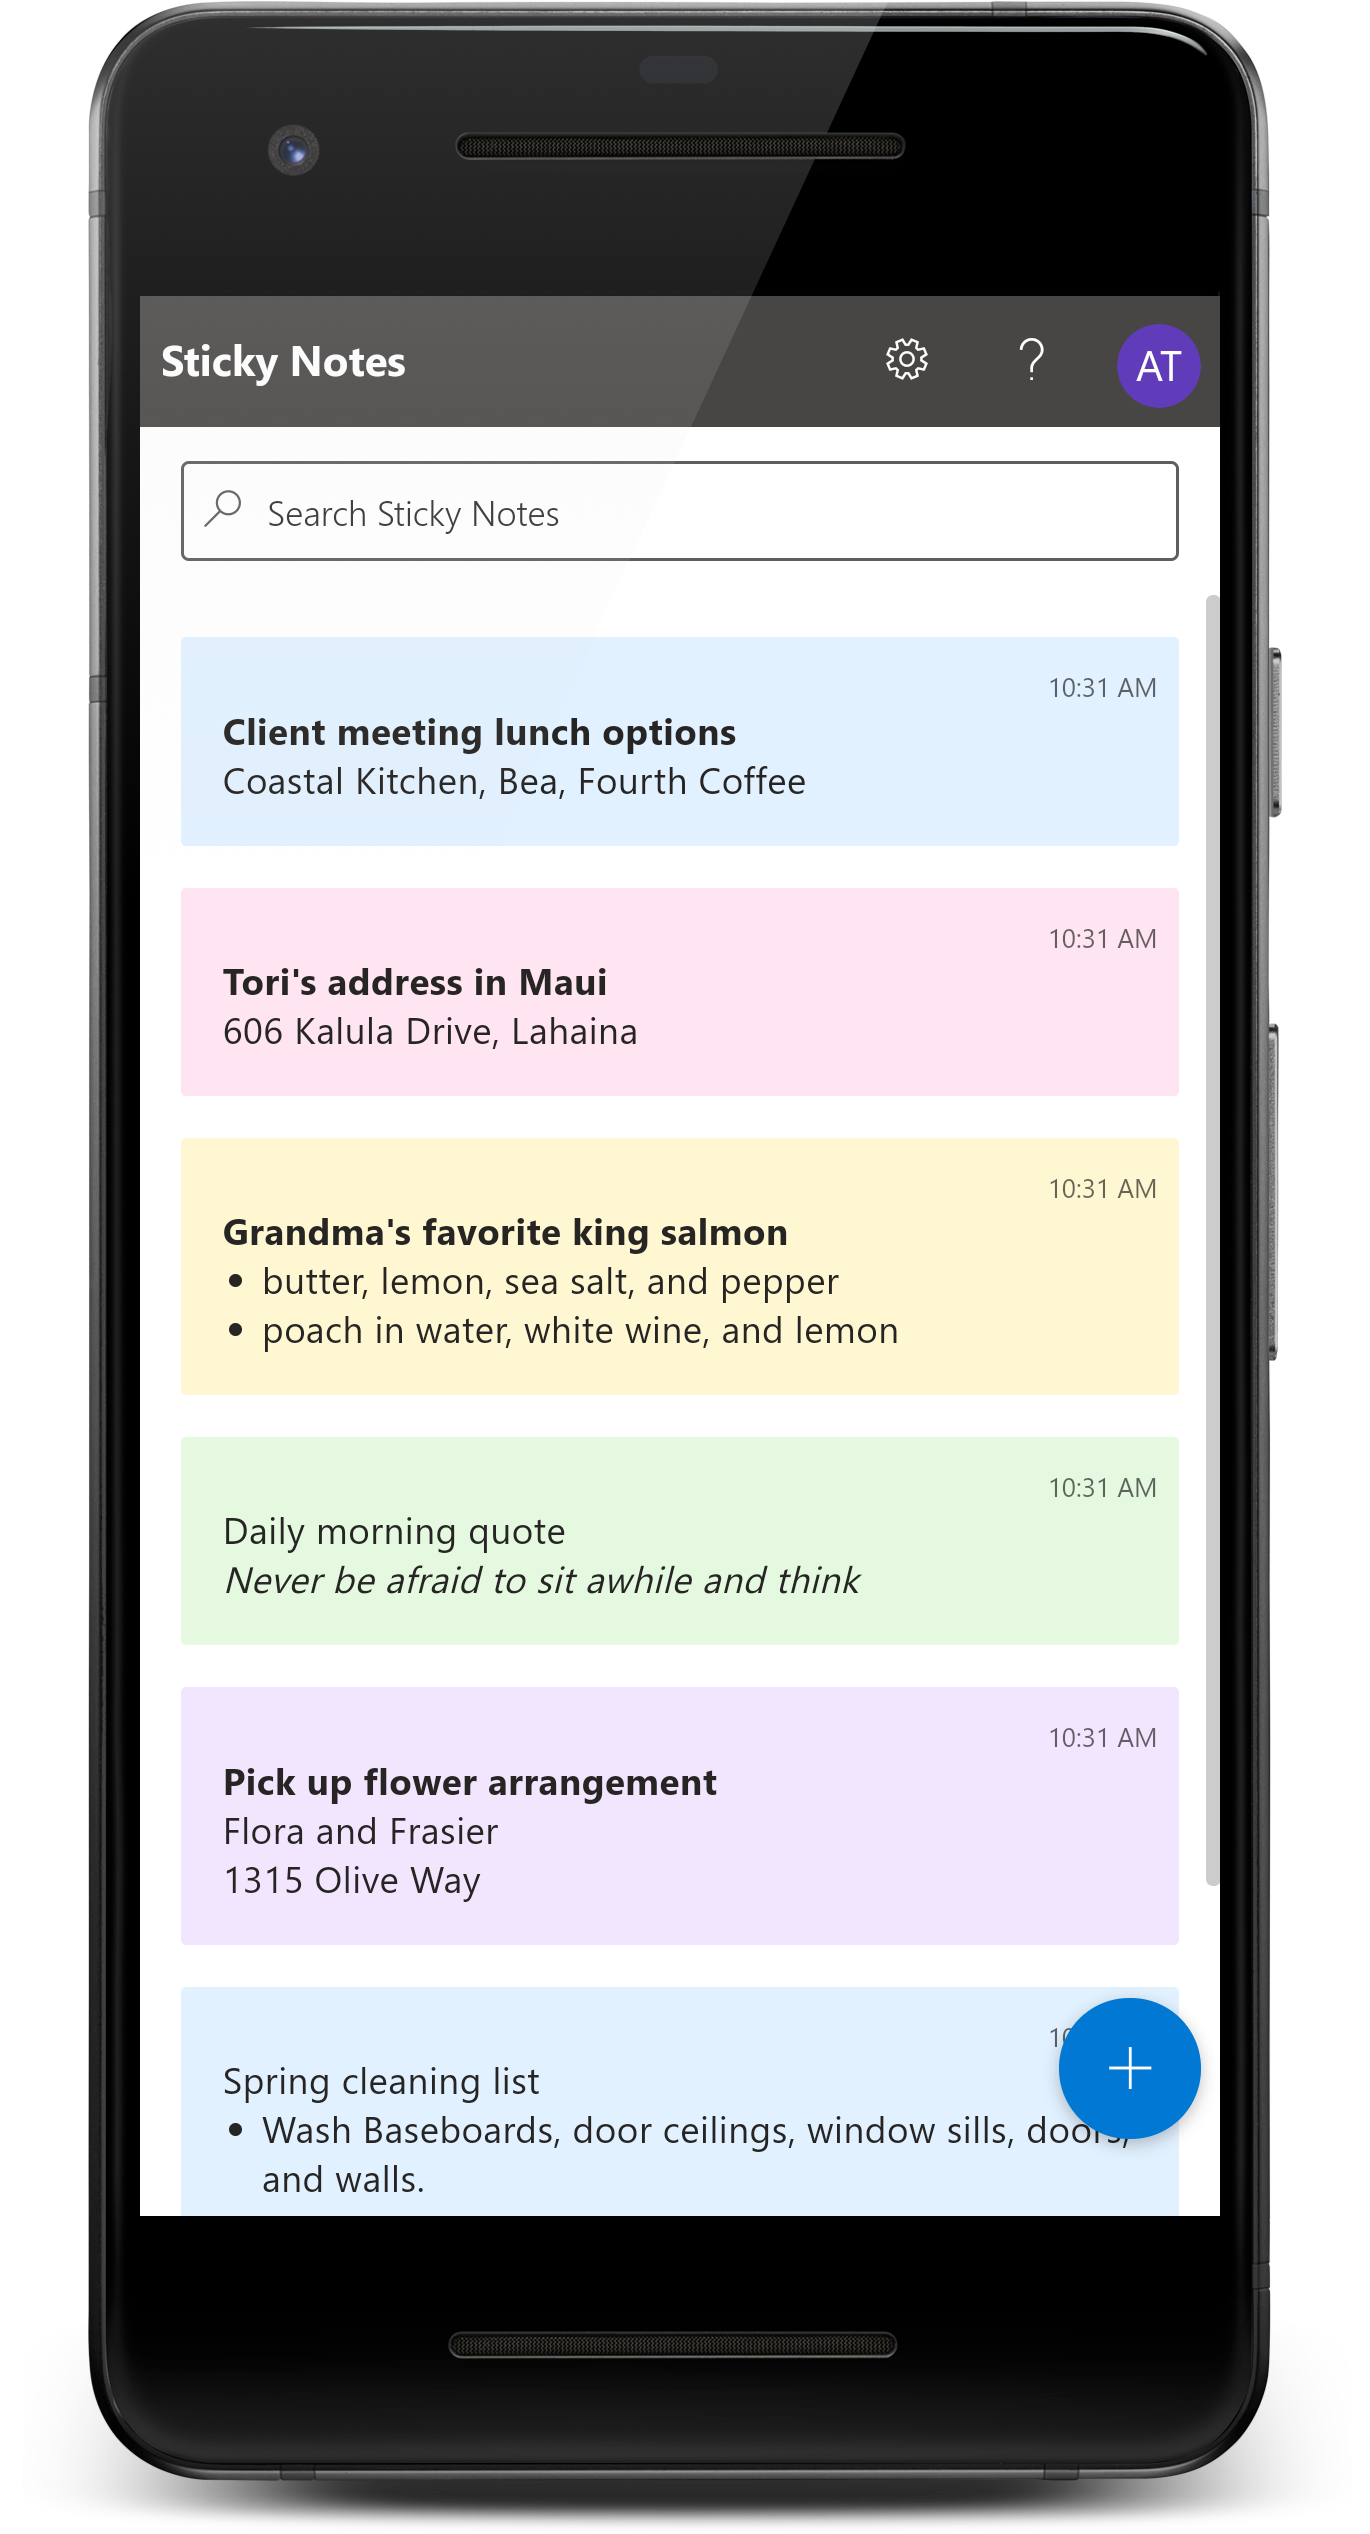 Sticky Notes
AT
Search Sticky Notes
10:31 AM
Client meeting lunch options
Coastal Kitchen, Bea, Fourth Coffee
10:31 AM
Tori's address in Maui
606 Kalula Drive, Lahaina
10:31 AM
Grandma's favorite king salmon
• butter, lemon, sea salt, and pepper
• poach in water, white wine, and lemon
10:31 AM
Daily morning quote
Never be afraid to sit awhile and think
10:31 AM
Pick up flower arrangement
Flora and Frasier
1315 Olive Way
Spring cleaning list
• Wash Baseboards, door ceilings, window sills, doors,
and walls.